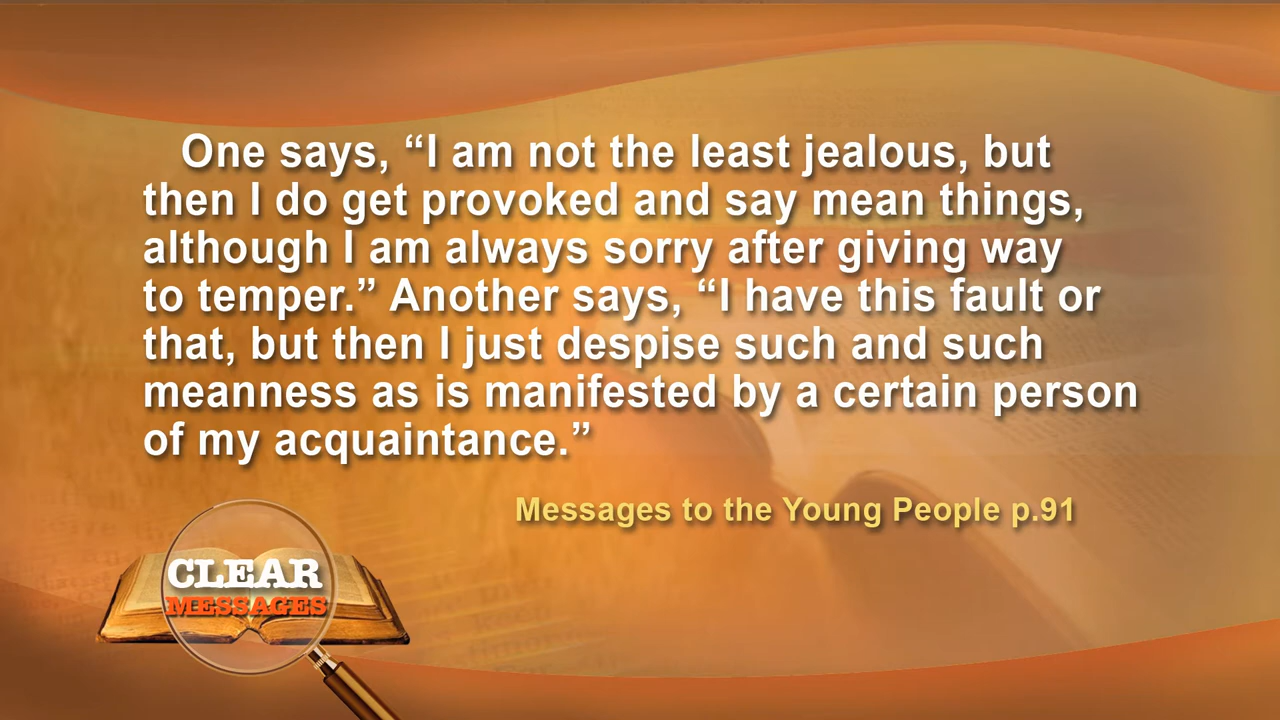 One says, “I am not the least jealous, but
then I do get provoked and say mean things,
although I am always sorry after giving way
to temper.” Another says, “I have this fault or
that, but then I just despise such and such
meanness as is manifested by a certain person
of my acquaintance.”
Messages to the Young People p.91
CLEAR
MESSAGES